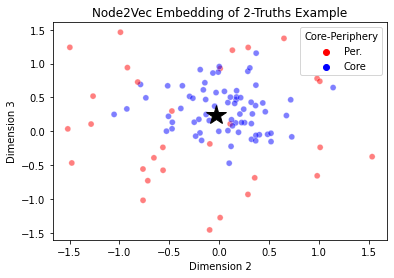 Node2Vec Embedding of 2-Truths Example
Core-Periphery
Per.
Core
Dimension 3
1.5
1.0
0.5
0.0
−0.5
−1.0
−1.5
−1.5 −1.0 −0.5 0.0 0.5 1.0 1.5
Dimension 2